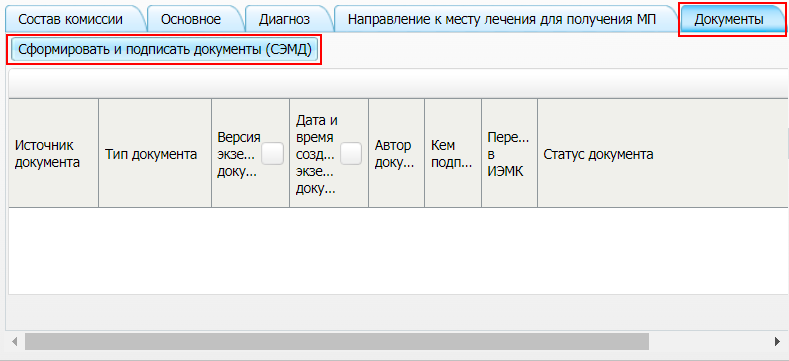 Состав комиссии Основное Диагноз Направление к месту лечения для получения МП Документы
Сформировать и подписать документы (СЭМД)
Источник
документа
Тип документа
Версия
экзе...
доку...
Дата и
время
созд...
экзе...
доку...
Автор
доку...
Кем
подп...
Пере...
в
ИЭМК
Статус документа